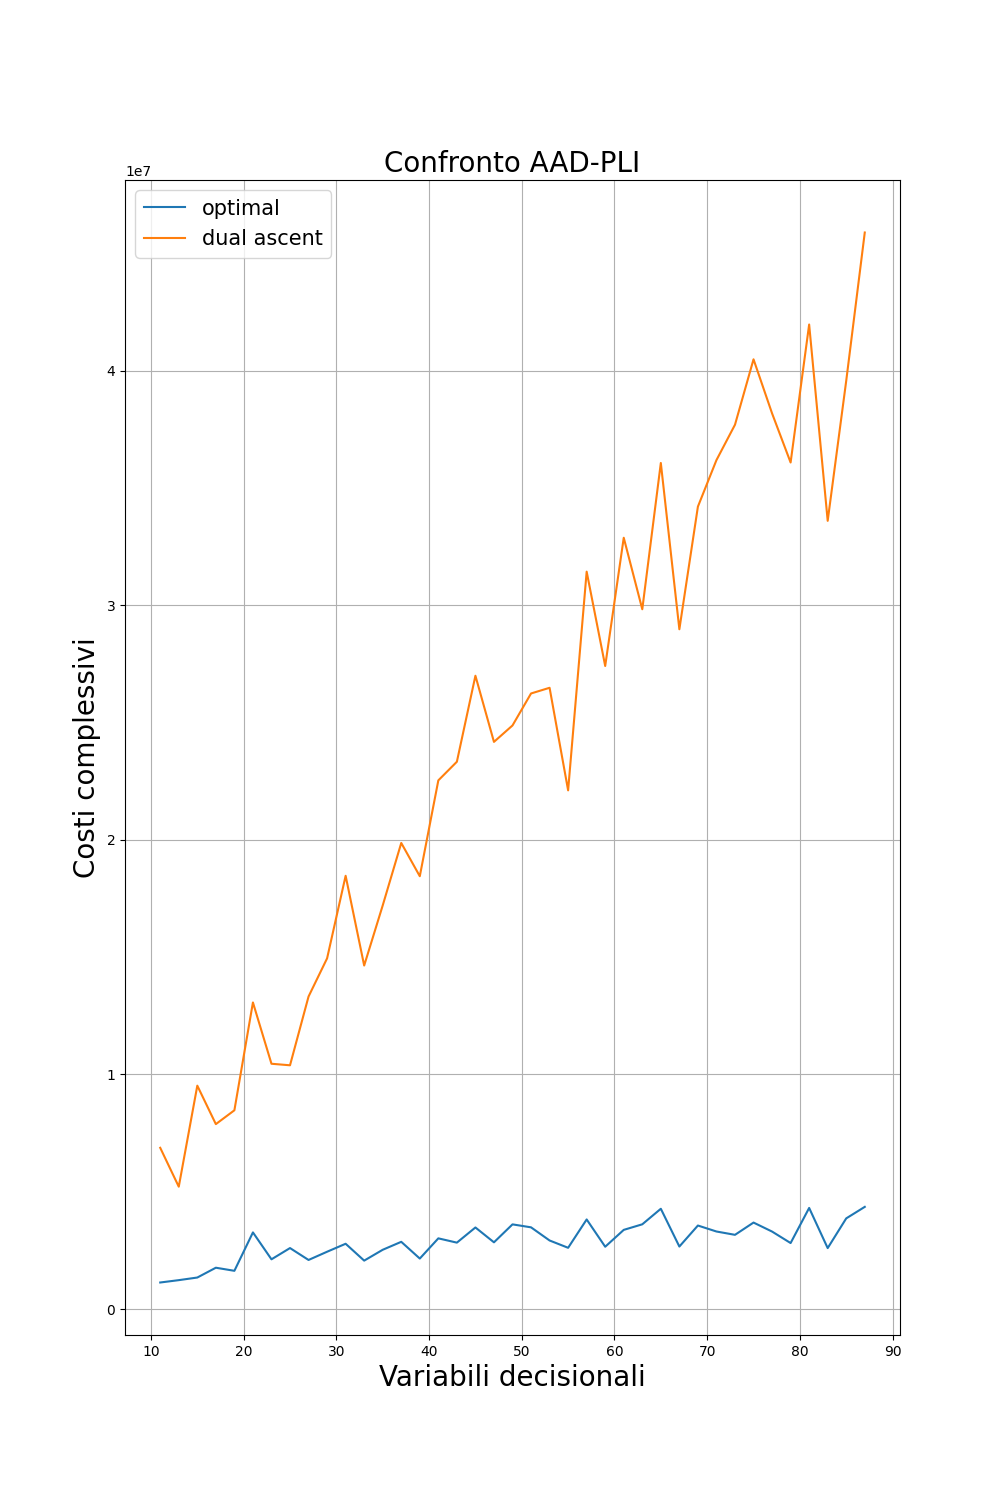 Confronto AAD-PLI
1e7
optimal
dual ascent
4
3
2
1
0
Costi complessivi
10 20 30 40 50 60 70 80 90
Variabili decisionali